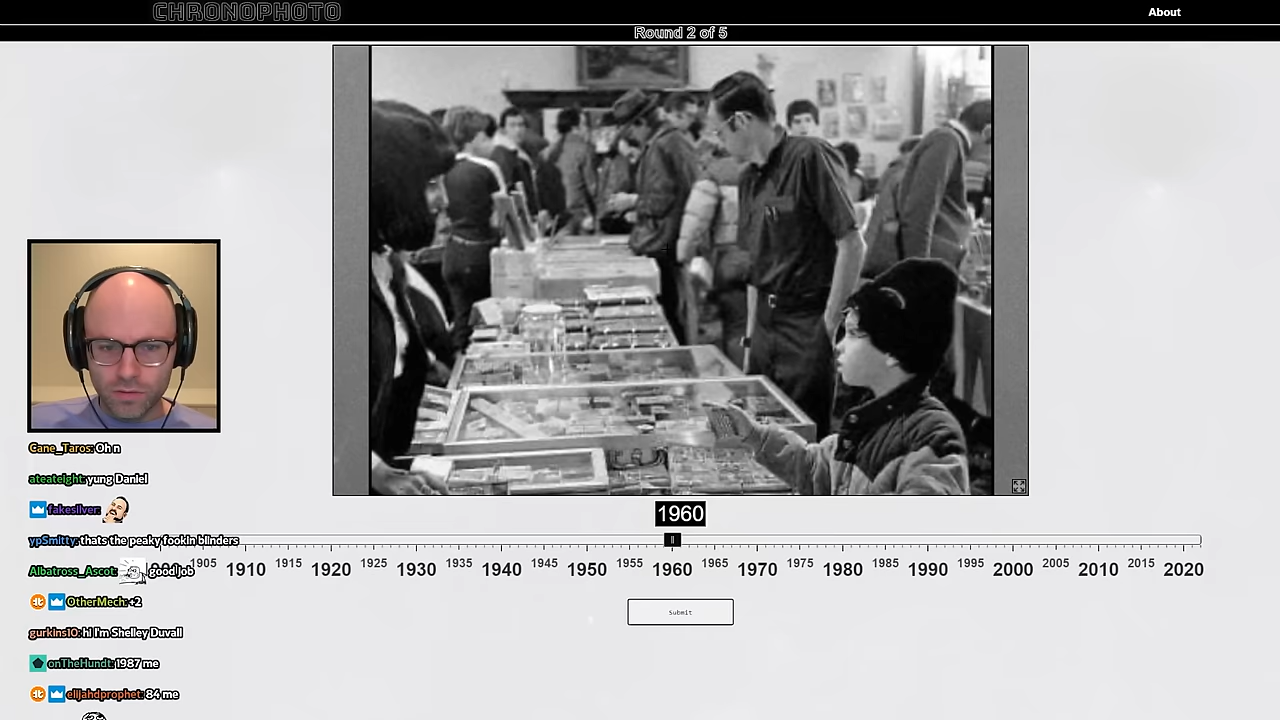 CHRONOPHOTO
About
Round 2 of 5
Cane_Taros: Oh n
ateateight: yung Daniel
fakesilver:
ypSmitty: thats the peaky fookin blinders
Albatross_Ascot: good job
OtherMech: +2
gurkins10: hi I'm Shelley Duvall
onTheHundt: 1987 me
elijahdprophet: 84 me
1960
1905 1910 1915 1920 1925 1930 1935 1940 1945 1950 1955 1960 1965 1970 1975 1980 1985 1990 1995 2000 2005 2010 2015 2020
Submit